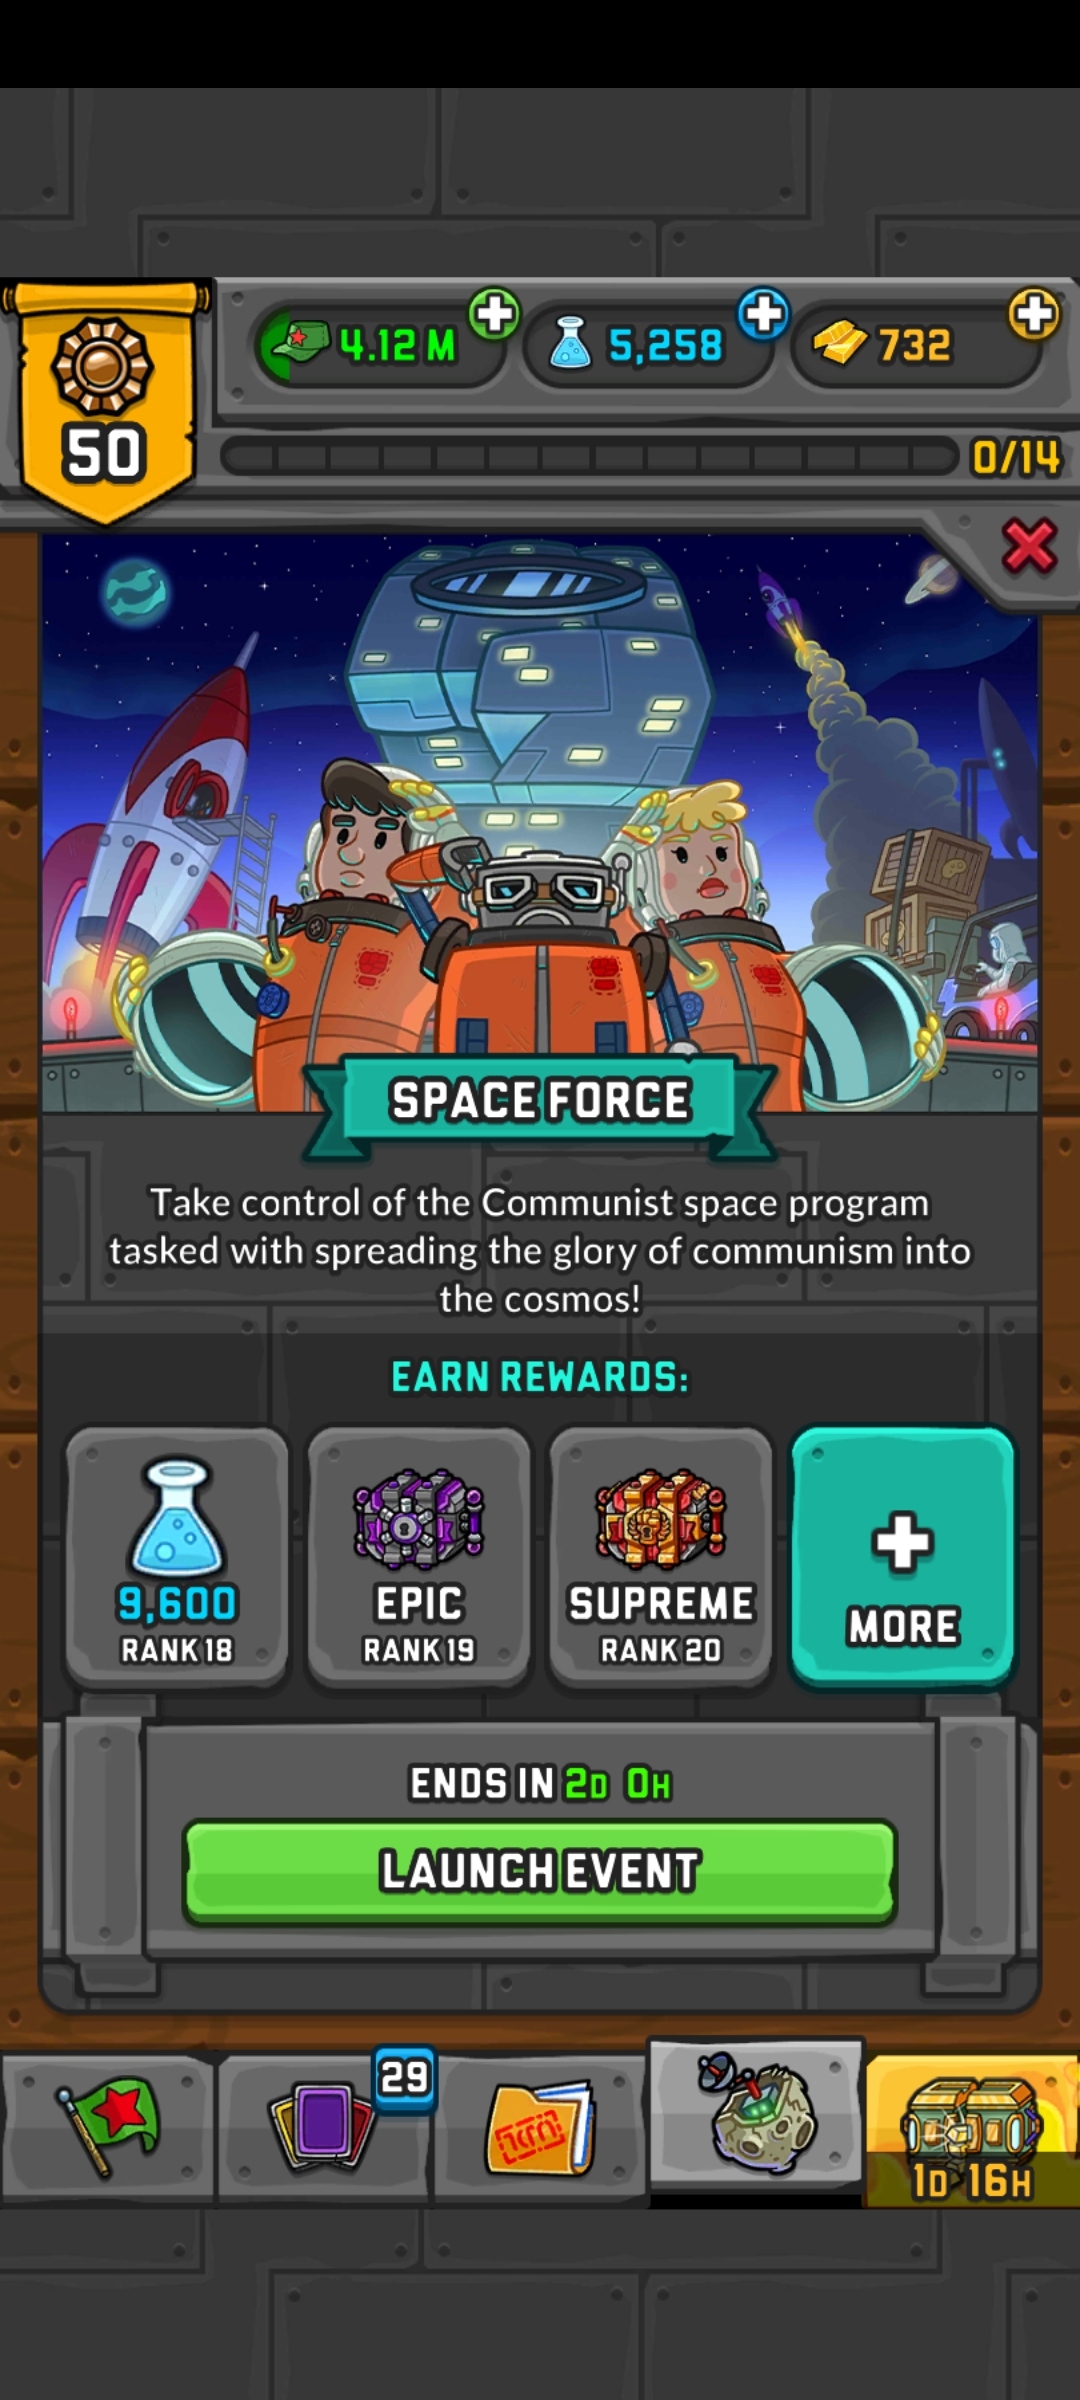 4.12 M
5,258
732
50
0/14
SPACE FORCE
Take control of the Communist space program
tasked with spreading the glory of communism into
the cosmos!
EARN REWARDS:
9,600
RANK 18
EPIC
RANK 19
SUPREME
RANK 20
MORE
ENDS IN 2D 0H
LAUNCH EVENT
29
1D 16H